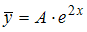 y̅ = A · e^{2x}